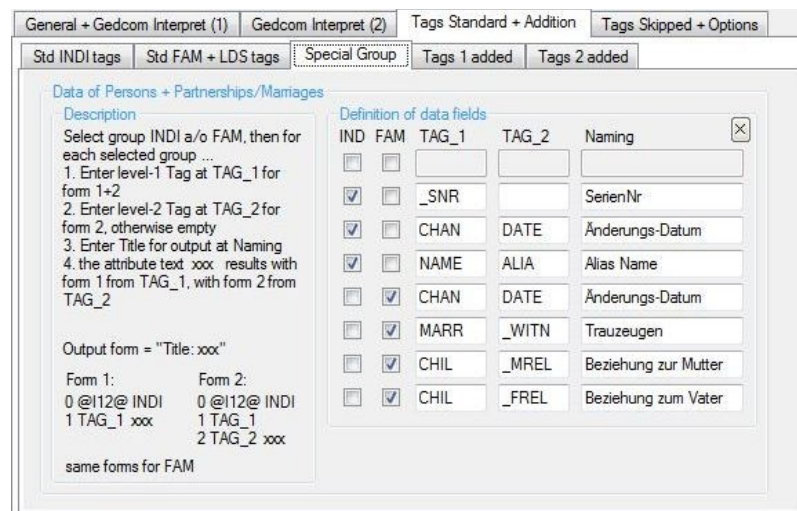 General + Gedcom Interpret (1) Gedcom Interpret (2) Tags Standard + Addition Tags Skipped + Options
Std INDI tags Std FAM + LDS tags Special Group Tags 1 added Tags 2 added
Data of Persons + Partnerships/Marriages
Description
Select group INDI a/o FAM, then for
each selected group ...
1. Enter level-1 Tag at TAG_1 for
form 1+2
2. Enter level-2 Tag at TAG_2 for
form 2, otherwise empty
3. Enter Title for output at Naming
4. the attribute text xxx results with
form 1 from TAG_1, with form 2 from
TAG_2
Output form = "Title: xxx"
Form 1: Form 2:
0 @I12@ INDI 0 @I12@ INDI
1 TAG_1 xxx 1 TAG_1
2 TAG_2 xxx
same forms for FAM
Definition of data fields
IND FAM TAG_1 TAG_2 Naming
_SNR SerienNr
CHAN DATE Änderungs-Datum
NAME ALIA Alias Name
CHAN DATE Änderungs-Datum
MARR _WITN Trauzeugen
CHIL _MREL Beziehung zur Mutter
CHIL _FREL Beziehung zum Vater